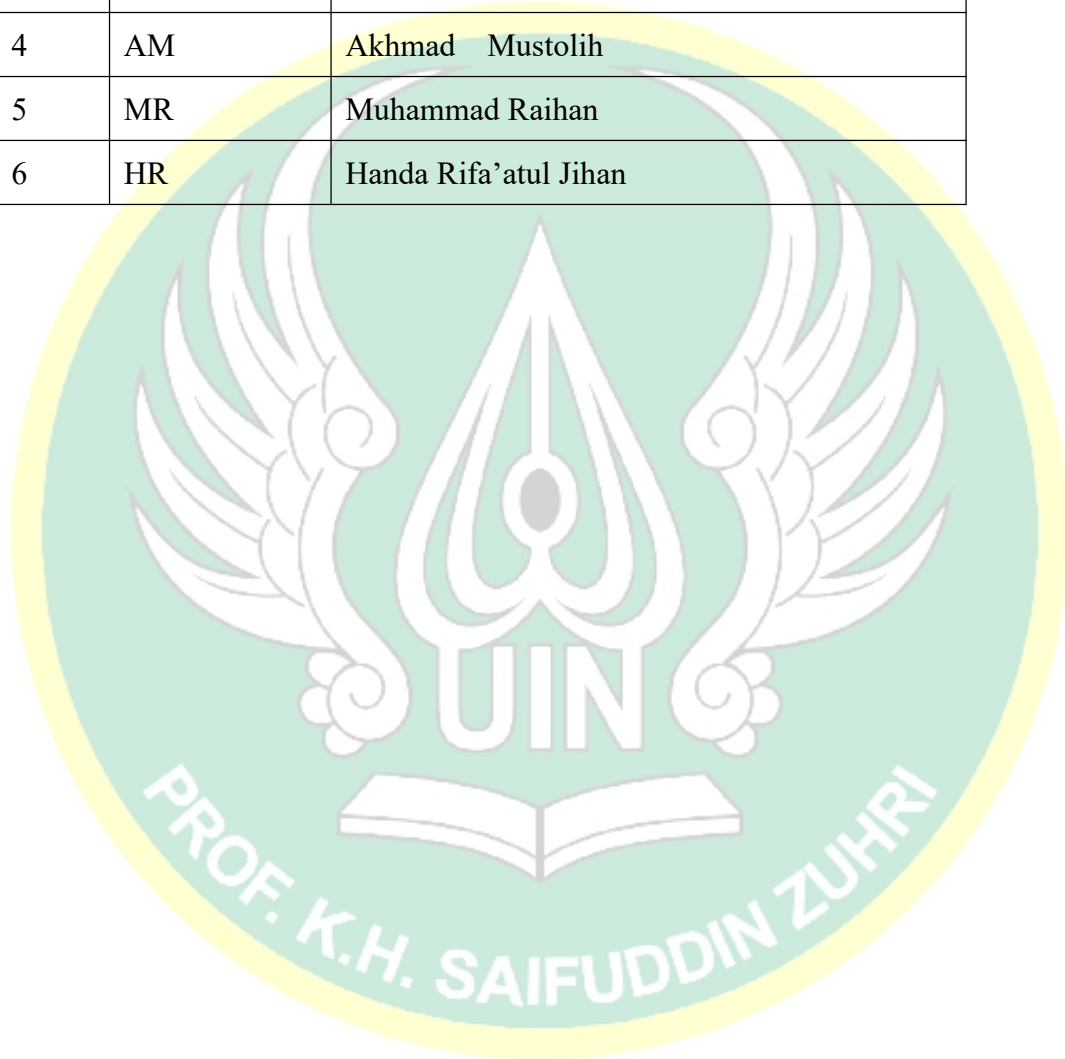 4 AM Akhmad Mustolih
5 MR Muhammad Raihan
6 HR Handa Rifa’atul Jihan
UIN
PROF. K.H. SAIFUDDIN ZUHRI